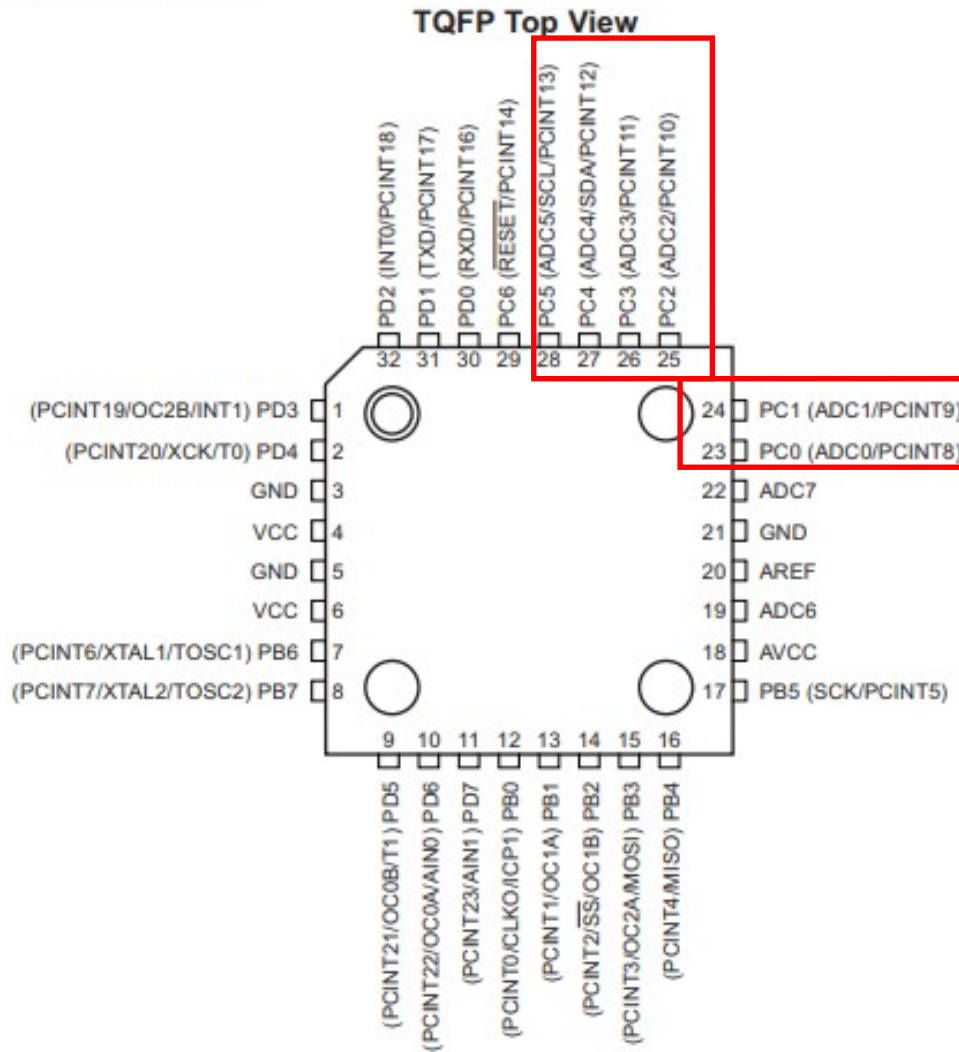 TQFP Top View
PD2 (INT0/PCINT18)
PD1 (TXD/PCINT17)
PD0 (RXD/PCINT16)
PC6 (RESET/PCINT14)
PC5 (ADC5/SCL/PCINT13)
PC4 (ADC4/SDA/PCINT12)
PC3 (ADC3/PCINT11)
PC2 (ADC2/PCINT10)
32 31 30 29 28 27 26 25
(PCINT19/OC2B/INT1) PD3 1 24 PC1 (ADC1/PCINT9)
(PCINT20/XCK/T0) PD4 2 23 PC0 (ADC0/PCINT8)
GND 3 22 ADC7
VCC 4 21 GND
GND 5 20 AREF
VCC 6 19 ADC6
(PCINT6/XTAL1/TOSC1) PB6 7 18 AVCC
(PCINT7/XTAL2/TOSC2) PB7 8 17 PB5 (SCK/PCINT5)
9 10 11 12 13 14 15 16
(PCINT21/OC0B/T1) PD5
(PCINT22/OC0A/AIN0) PD6
(PCINT23/AIN1) PD7
(PCINT0/CLKO/ICP1) PB0
(PCINT1/OC1A) PB1
(PCINT2/SS/OC1B) PB2
(PCINT3/OC2A/MOSI) PB3
(PCINT4/MISO) PB4